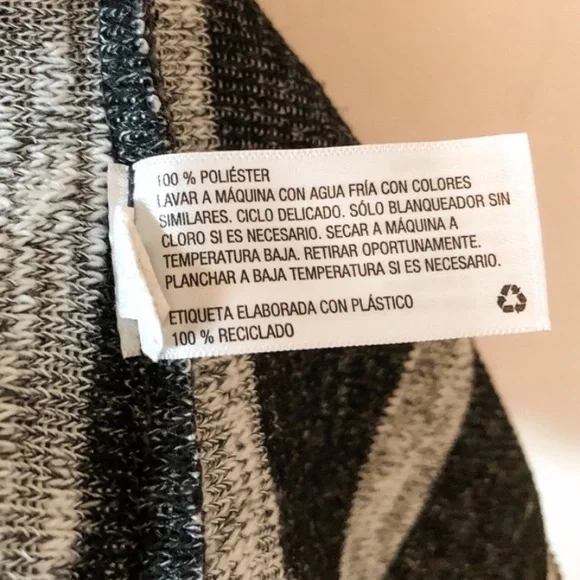 100 % POLIÉSTER
LAVAR A MÁQUINA CON AGUA FRÍA CON COLORES
SIMILARES. CICLO DELICADO. SÓLO BLANQUEADOR SIN
CLORO SI ES NECESARIO. SECAR A MÁQUINA A
TEMPERATURA BAJA. RETIRAR OPORTUNAMENTE.
PLANCHAR A BAJA TEMPERATURA SI ES NECESARIO.
ETIQUETA ELABORADA CON PLÁSTICO
100 % RECICLADO